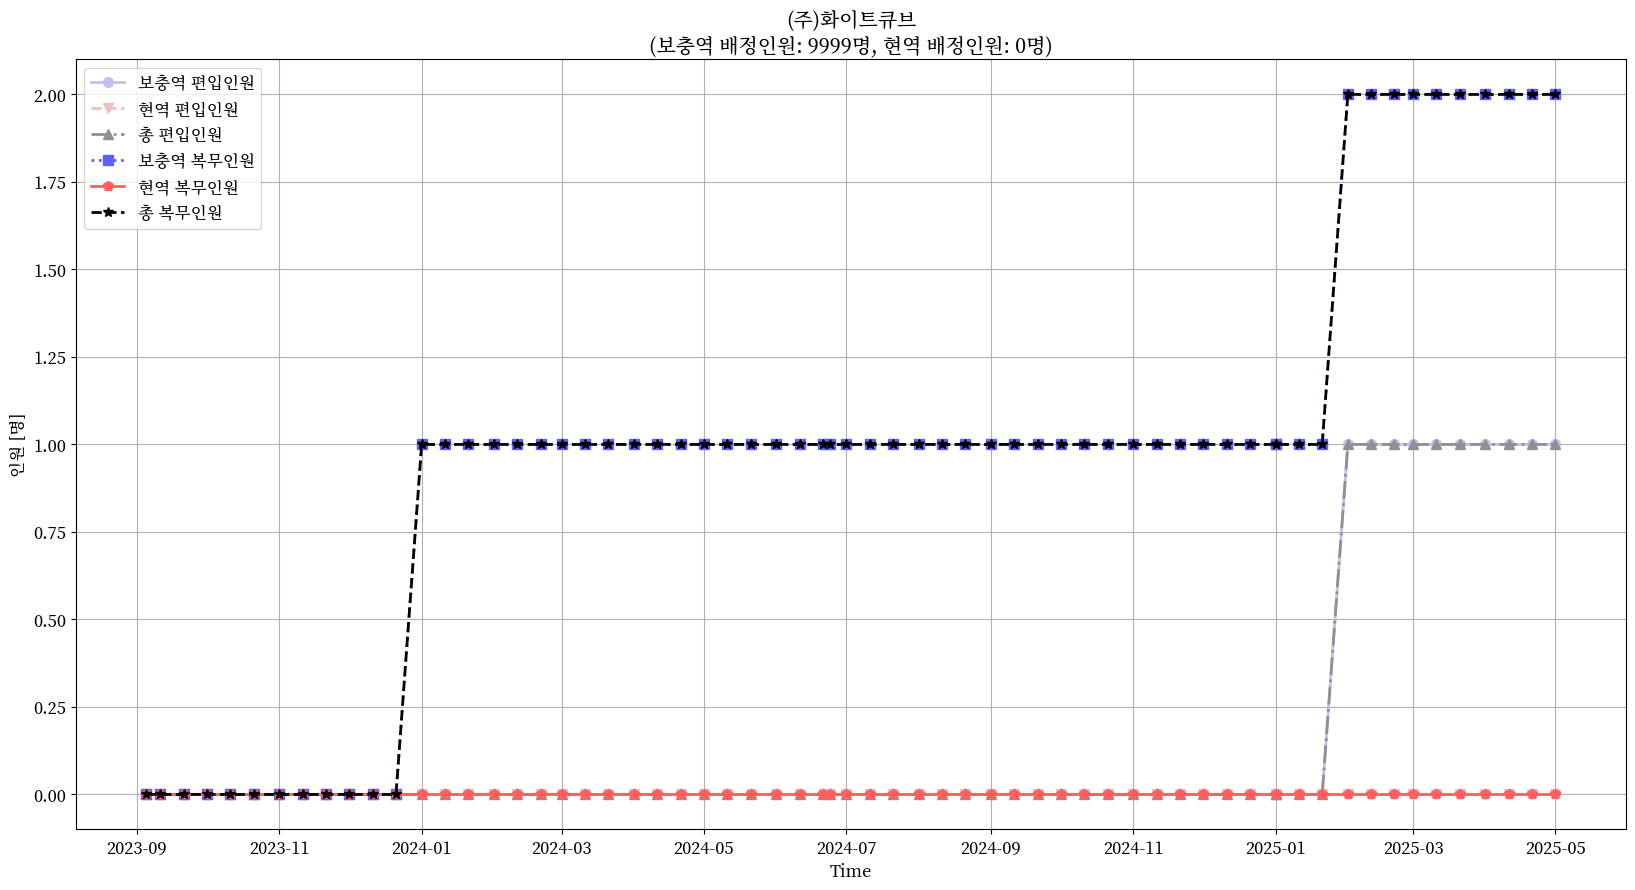 (주)화이트큐브
(보충역 배정인원: 9999명, 현역 배정인원: 0명)
보충역 편입인원
현역 편입인원
총 편입인원
보충역 복무인원
현역 복무인원
총 복무인원
2.00
1.75
1.50
1.25
1.00
0.75
0.50
0.25
0.00
인원 [명]
2023-09 2023-11 2024-01 2024-03 2024-05 2024-07 2024-09 2024-11 2025-01 2025-03 2025-05
Time